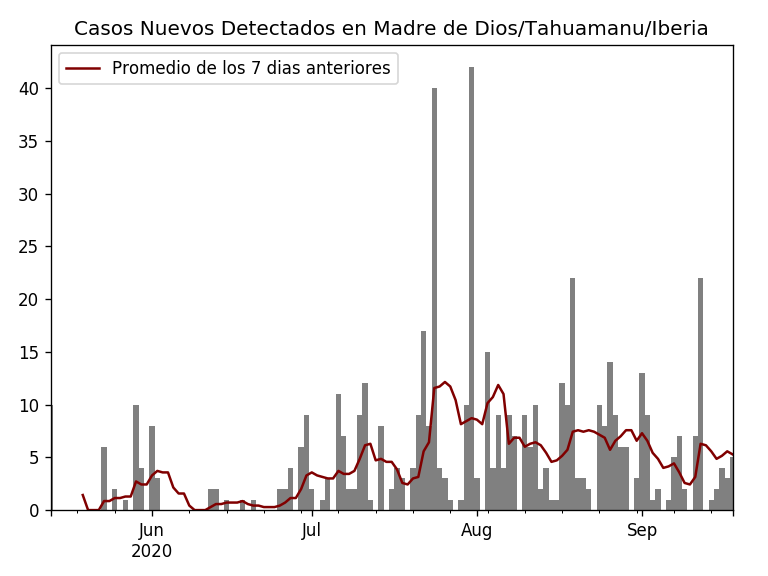 Casos Nuevos Detectados en Madre de Dios/Tahuamanu/Iberia
Promedio de los 7 dias anteriores
40
35
30
25
20
15
10
5
0
Jun
2020
Jul
Aug
Sep